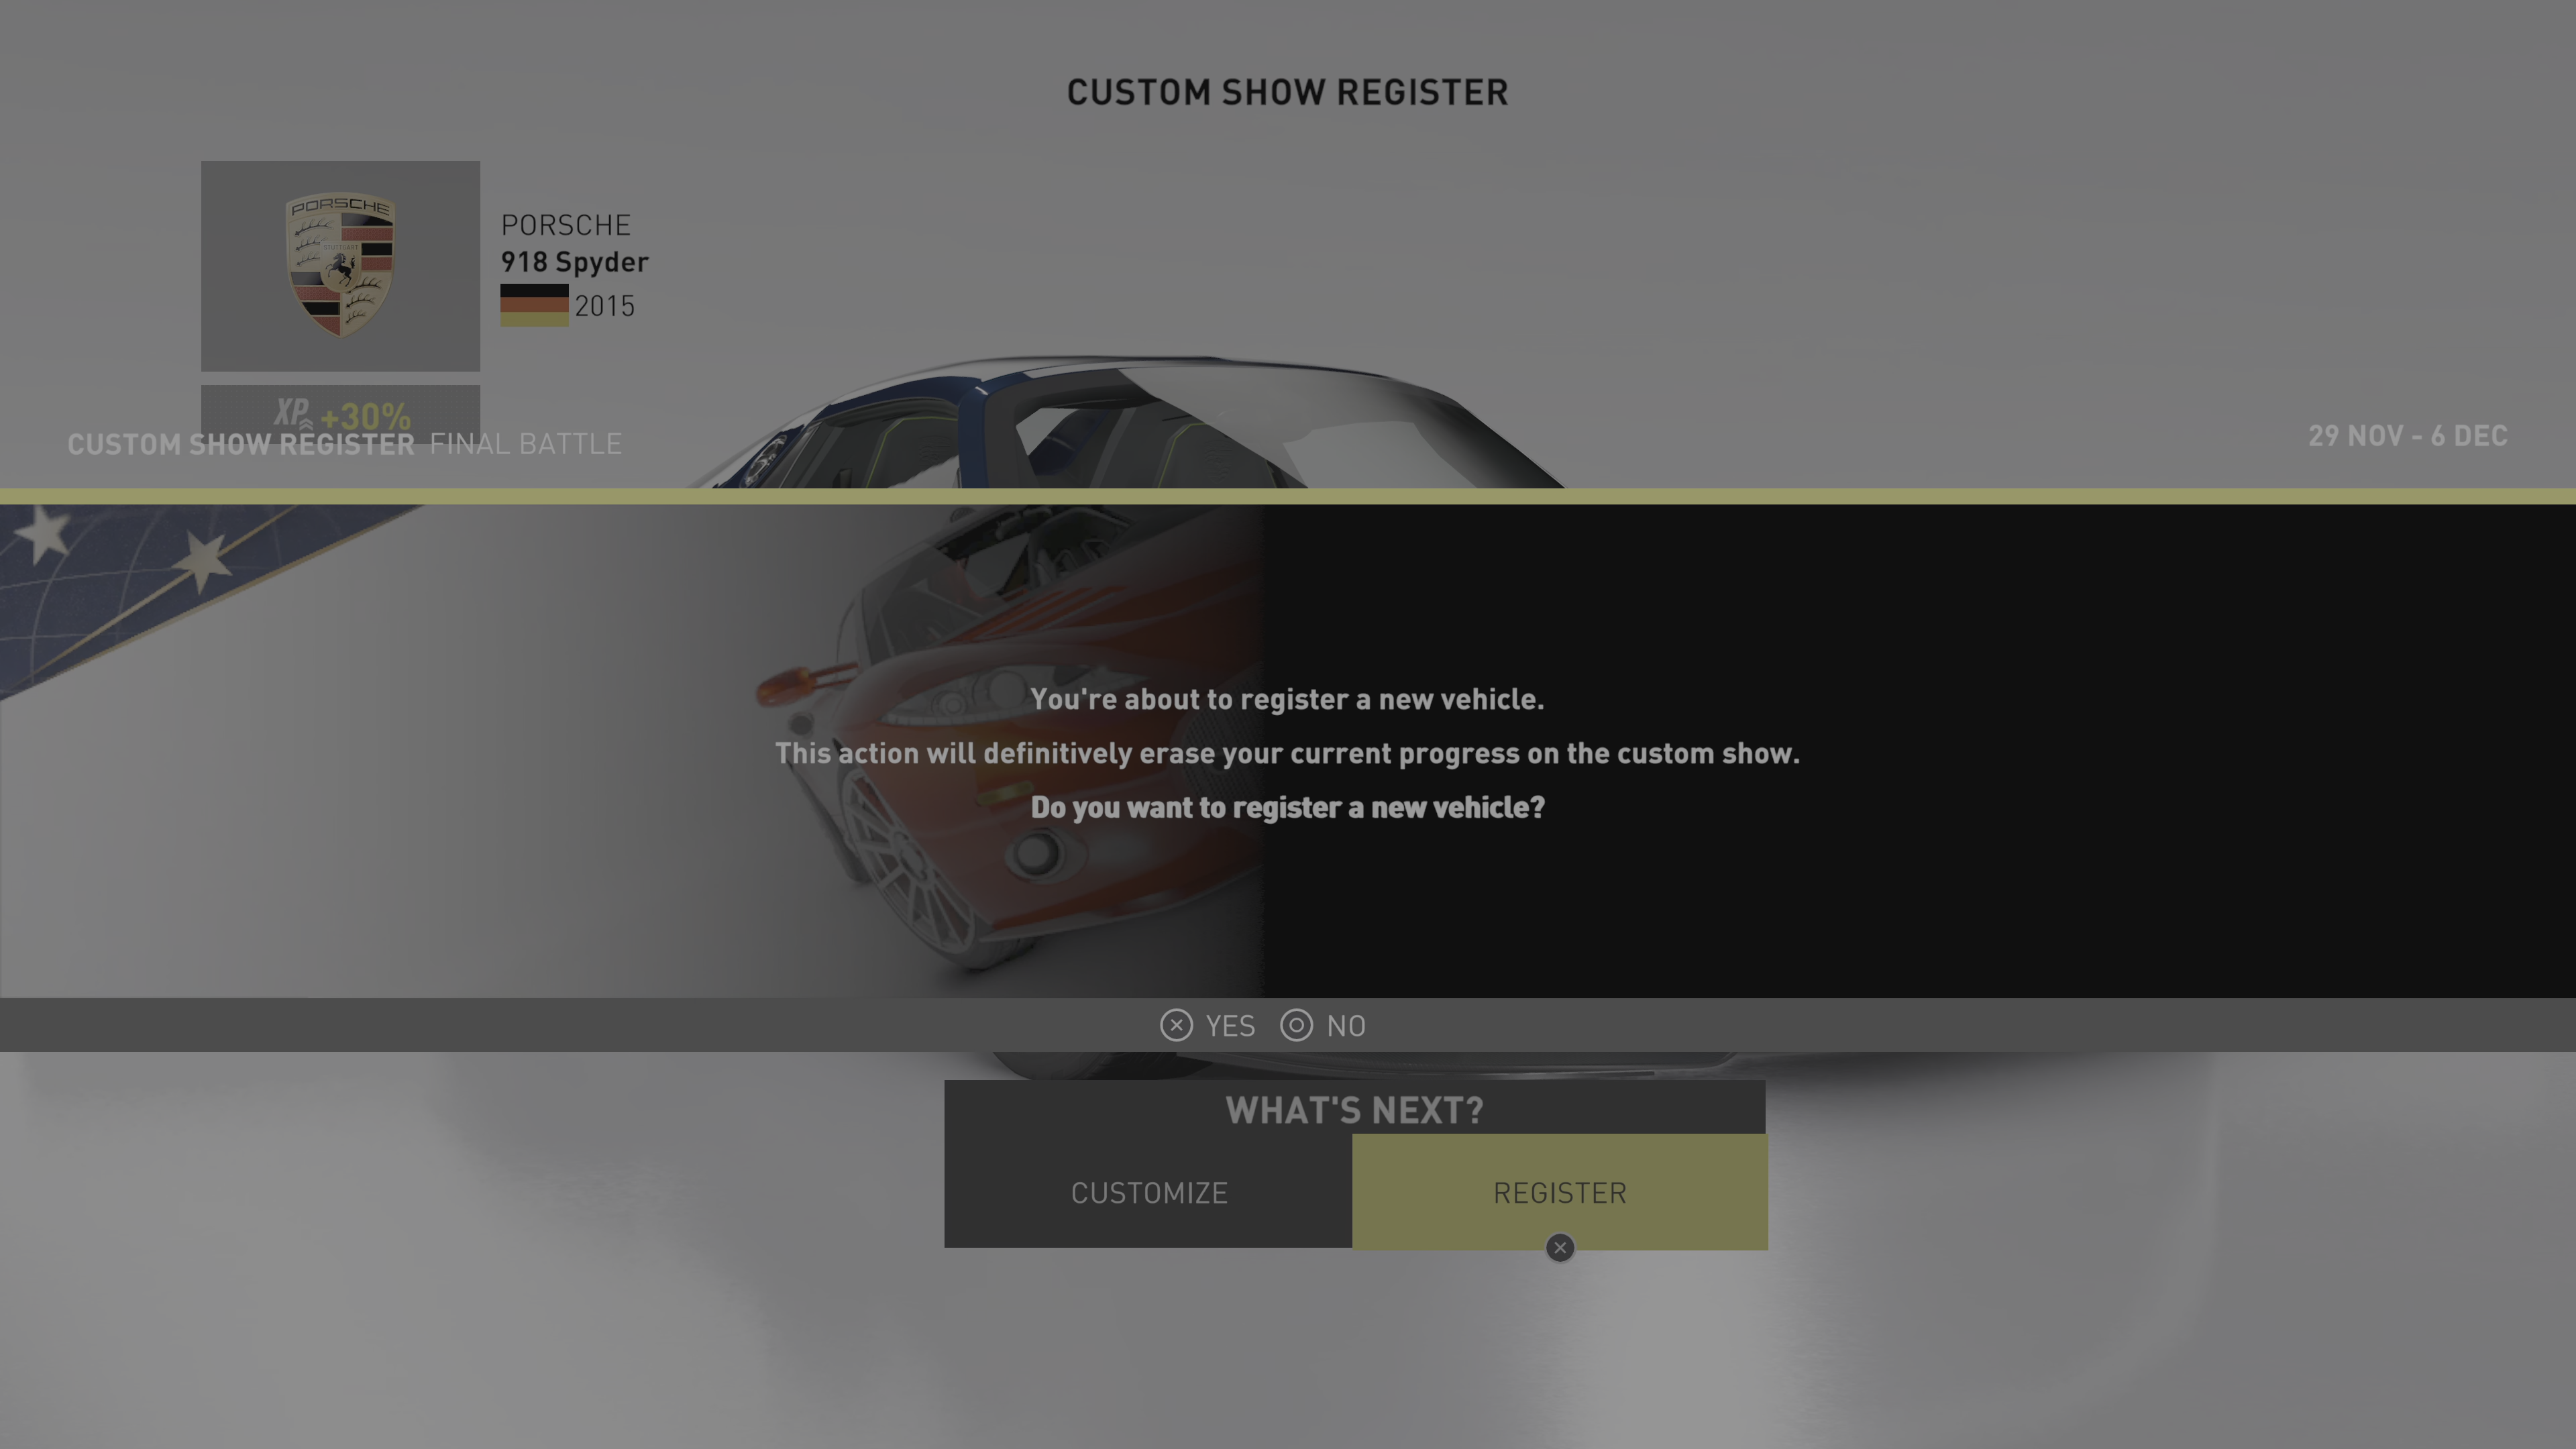 CUSTOM SHOW REGISTER
PORSCHE
STUTTGART
PORSCHE
918 Spyder
2015
XP +30%
CUSTOM SHOW REGISTER FINAL BATTLE
29 NOV - 6 DEC
You're about to register a new vehicle.
This action will definitively erase your current progress on the custom show.
Do you want to register a new vehicle?
YES NO
WHAT'S NEXT?
CUSTOMIZE REGISTER